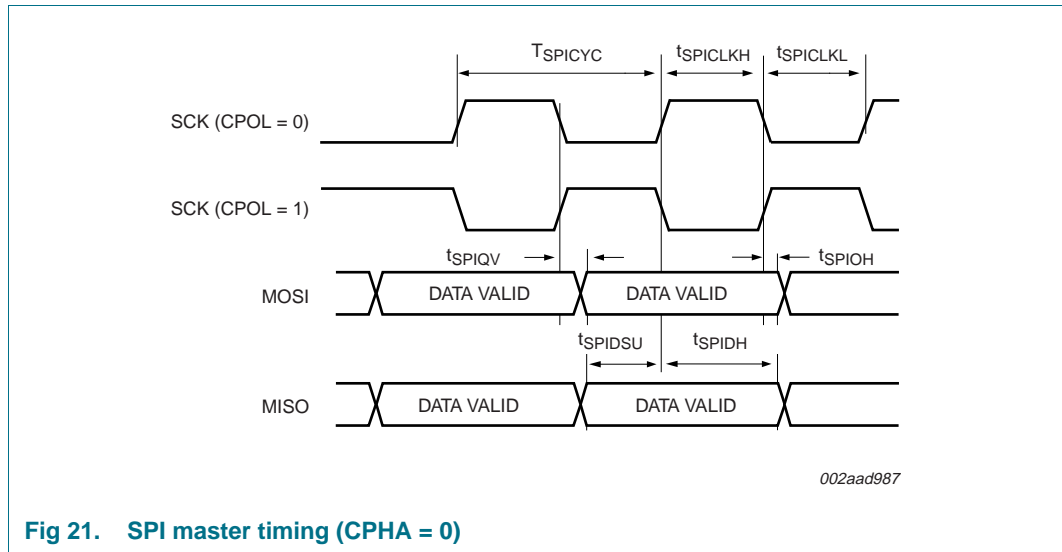 TSPICYC tSPICLKH tSPICLKL
SCK (CPOL = 0)
SCK (CPOL = 1)
tSPIQV tSPIOH
MOSI DATA VALID DATA VALID
tSPIDSU tSPIDH
MISO DATA VALID DATA VALID
002aad987
Fig 21. SPI master timing (CPHA = 0)